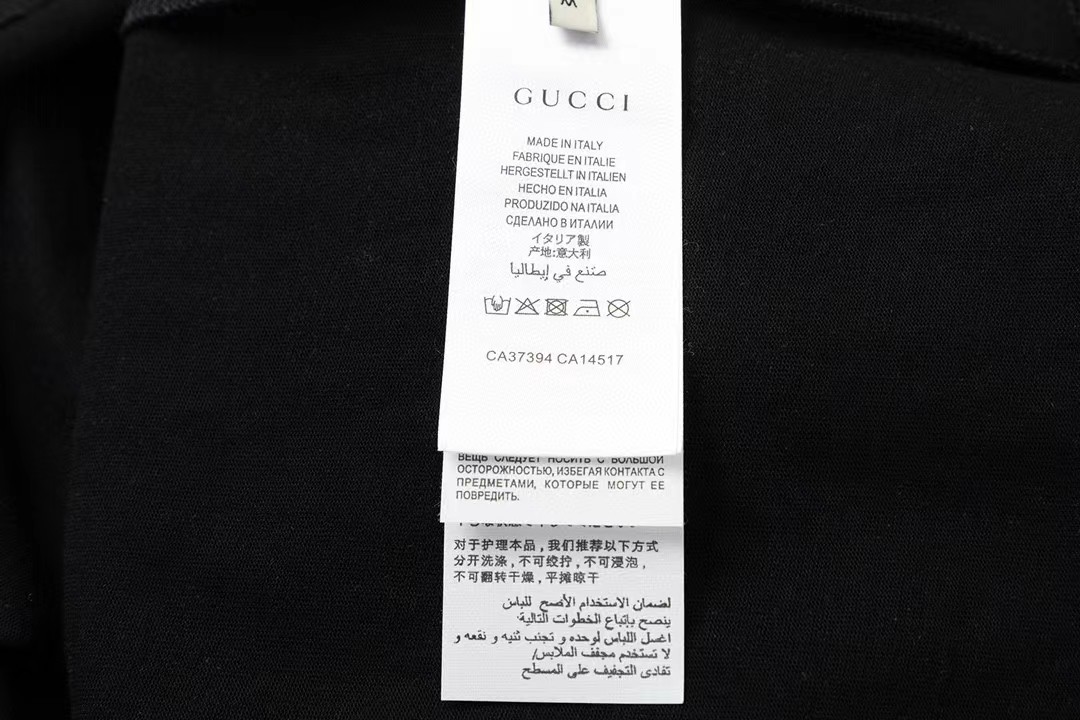 M
GUCCI
MADE IN ITALY
FABRIQUE EN ITALIE
HERGESTELLT IN ITALIEN
HECHO EN ITALIA
PRODUZIDO NA ITALIA
СДЕЛАНО В ИТАЛИИ
イタリア製
产地:意大利
صنع في إيطاليا
CA37394 CA14517
ВЕЩЬ СЛЕДУЕТ НОСИТЬ С БОЛЬШОЙ
ОСТОРОЖНОСТЬЮ, ИЗБЕГАЯ КОНТАКТА С
ПРЕДМЕТАМИ, КОТОРЫЕ МОГУТ ЕЕ
ПОВРЕДИТЬ.
对于护理本品，我们推荐以下方式
分开洗涤，不可绞拧，不可浸泡，
不可翻转干燥，平摊晾干
لضمان الاستخدام الأصح للباس
ينصح بإتباع الخطوات التالية:
اغسل اللباس لوحده و تجنب ثنيه و نقعه و
لا تستخدم مجفف الملابس/
تفادى التجفيف على المسطح